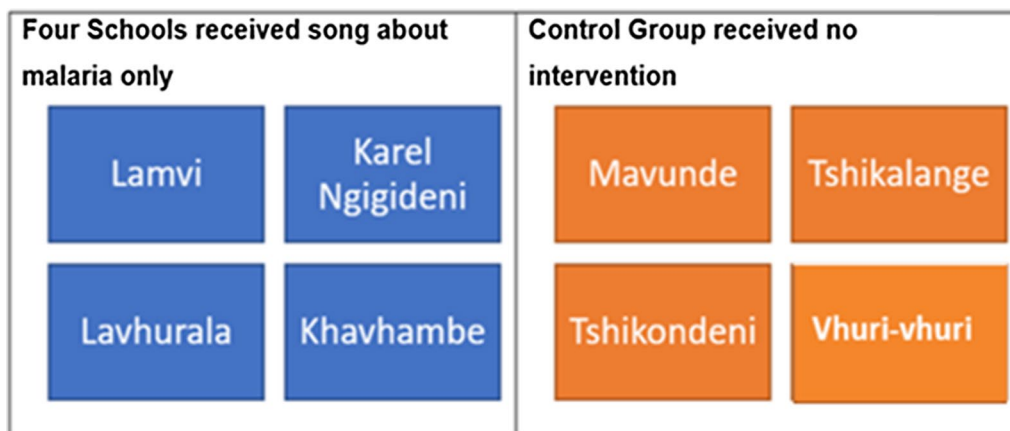 Four Schools received song about
malaria only
Lamvi
Karel
Ngigideni
Lavhurala
Khavhambe
Control Group received no
intervention
Mavunde
Tshikalange
Tshikondeni
Vhuri-vhuri